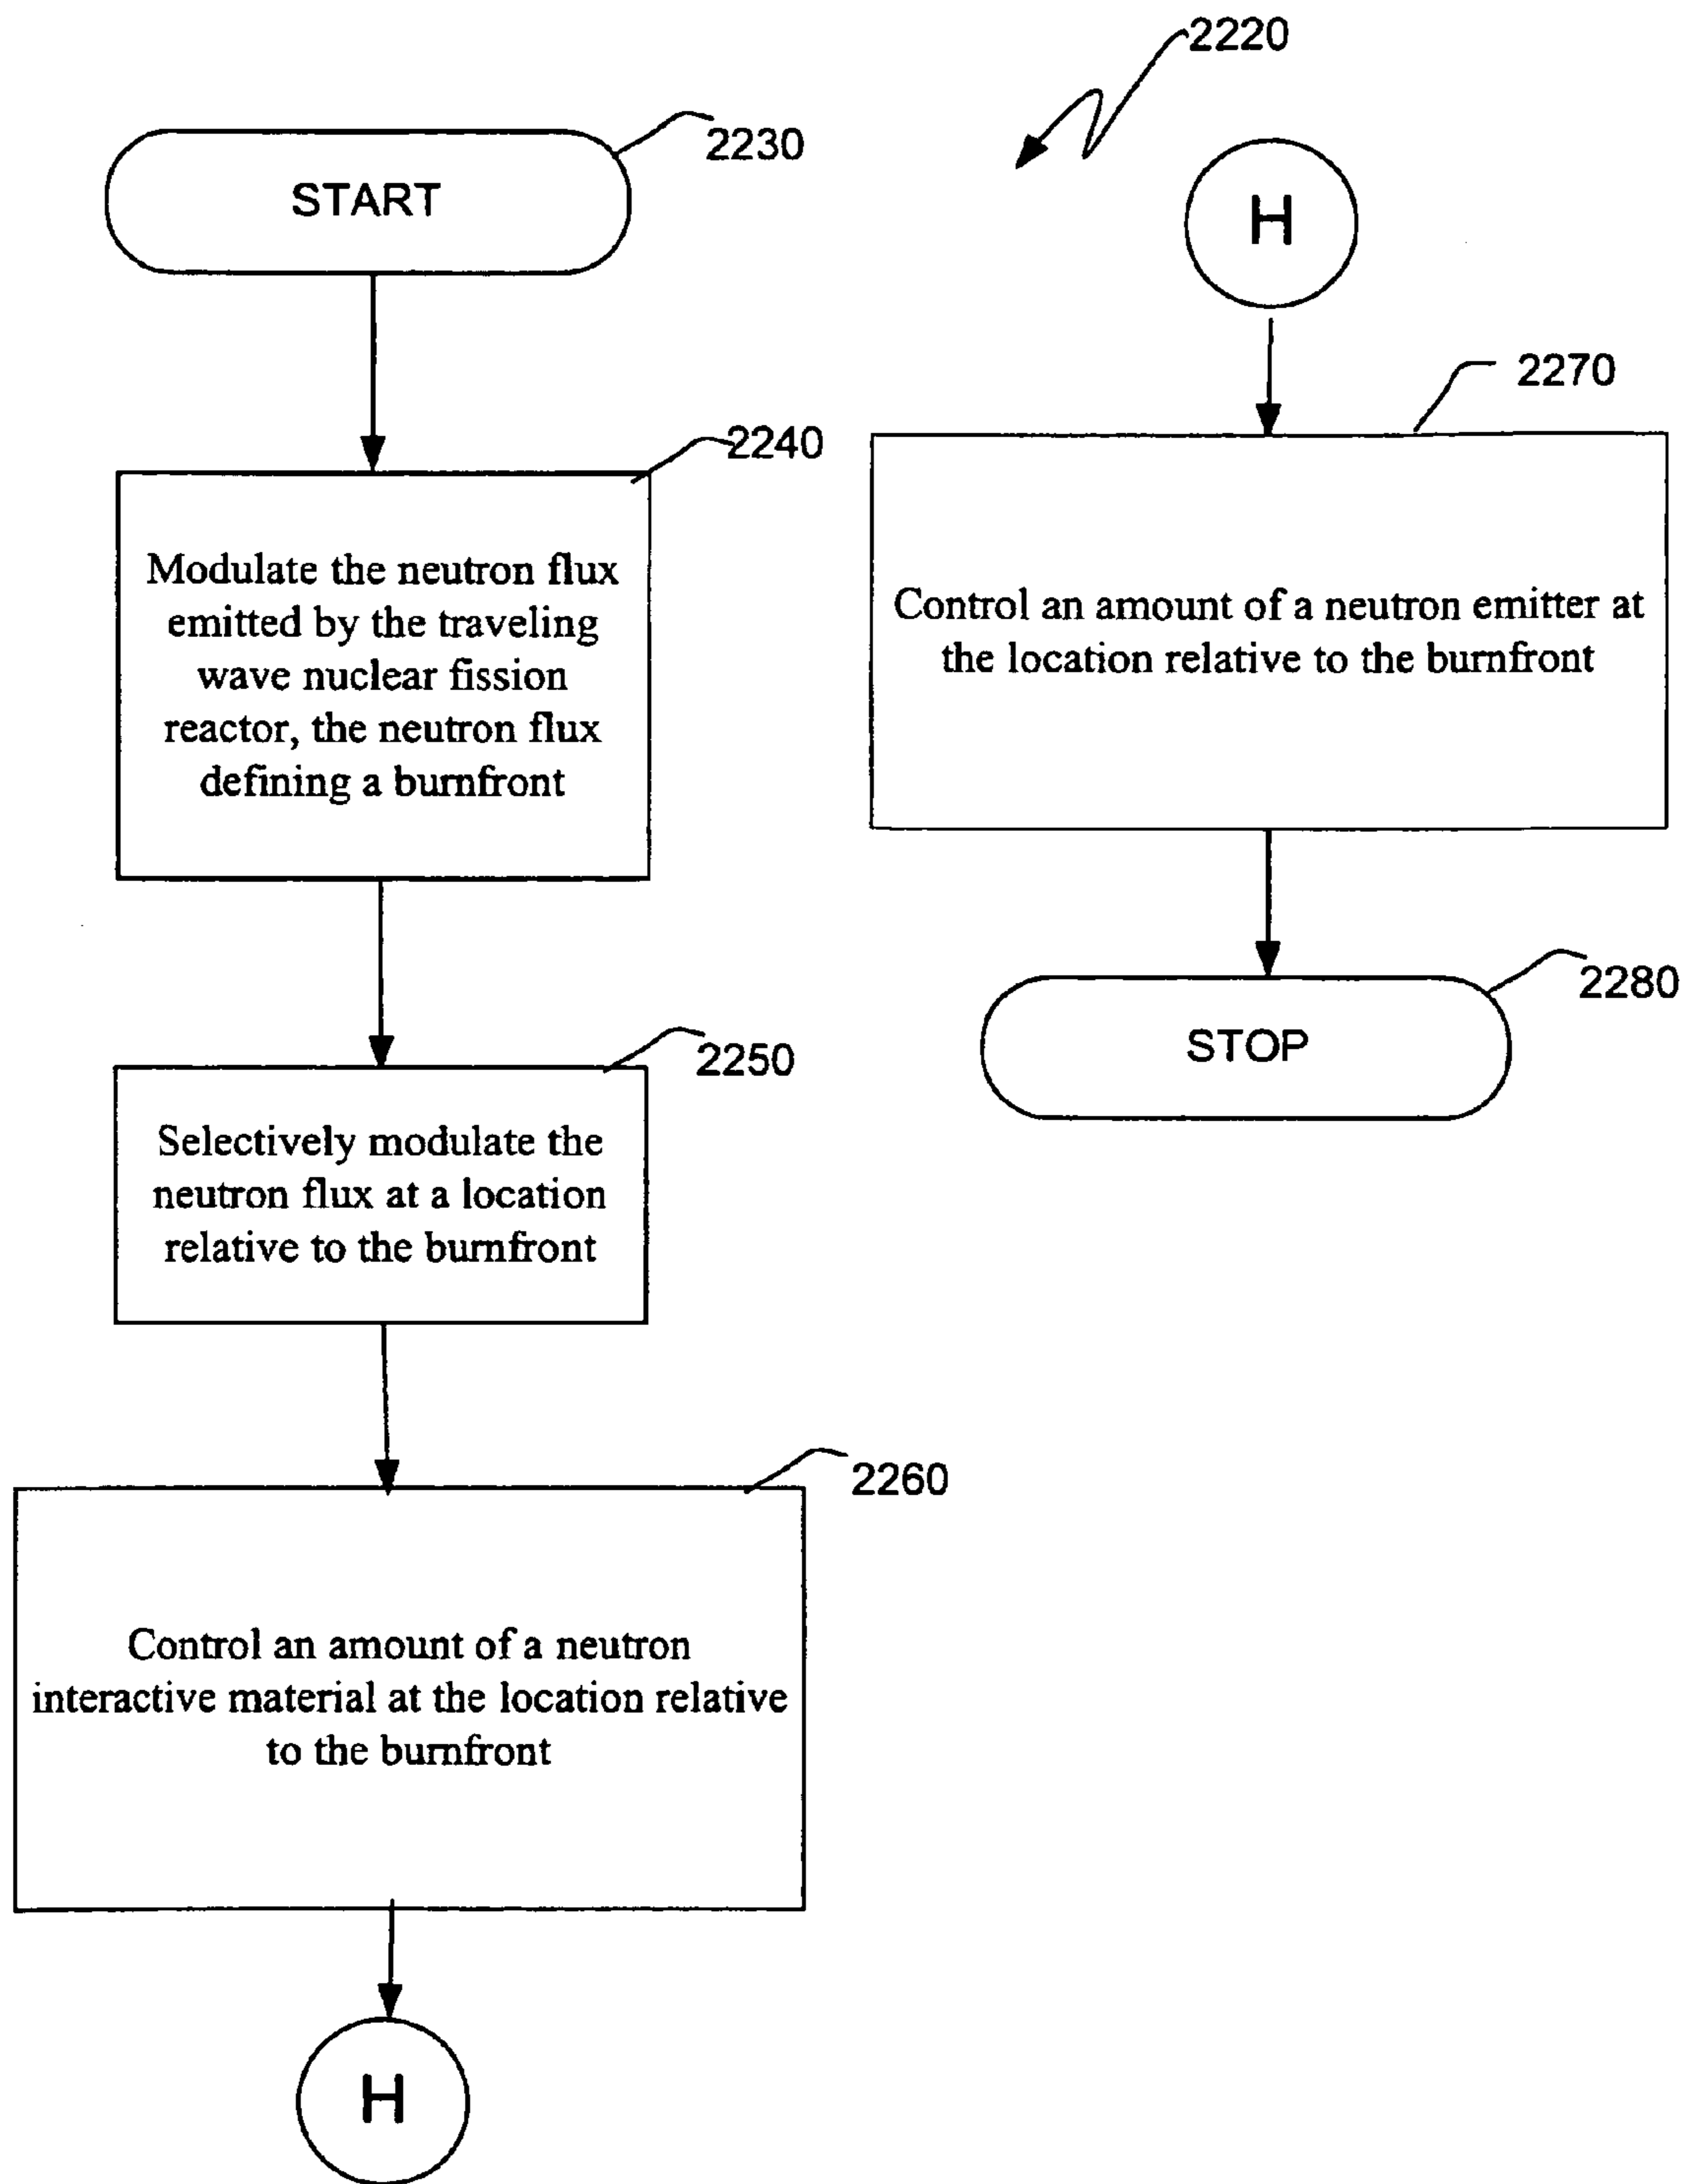 2220
2230
START
2240
Modulate the neutron flux
emitted by the traveling
wave nuclear fission
reactor, the neutron flux
defining a burnfront
2250
Selectively modulate the
neutron flux at a location
relative to the burnfront
2260
Control an amount of a neutron
interactive material at the location relative
to the burnfront
H
H
2270
Control an amount of a neutron emitter at
the location relative to the burnfront
2280
STOP